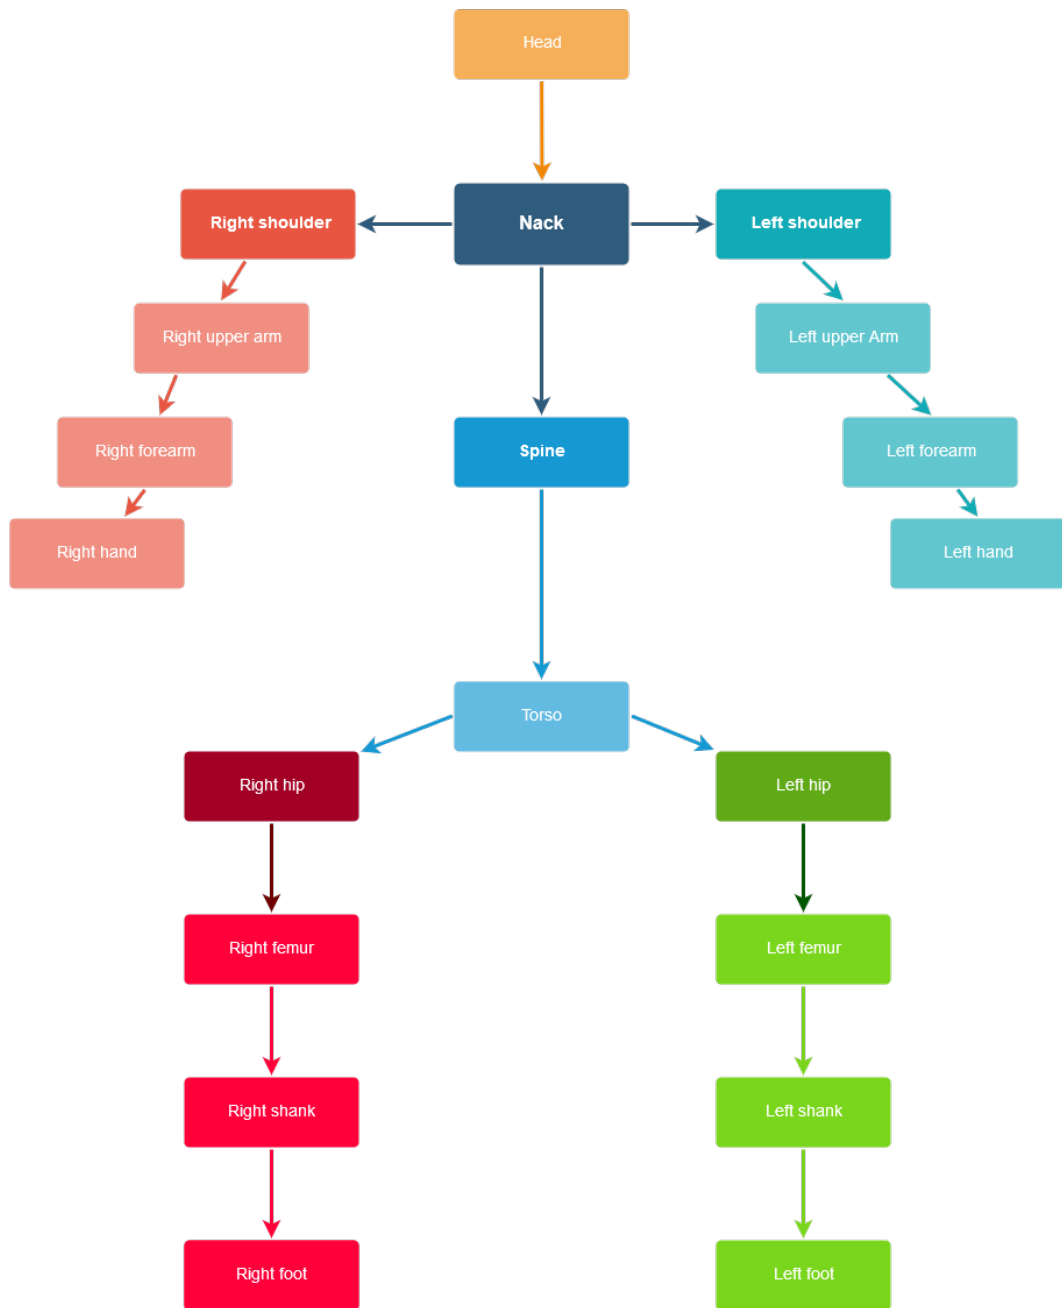 Head
Right shoulder
Nack
Left shoulder
Right upper arm
Left upper Arm
Right forearm
Spine
Left forearm
Right hand
Left hand
Torso
Right hip
Left hip
Right femur
Left femur
Right shank
Left shank
Right foot
Left foot